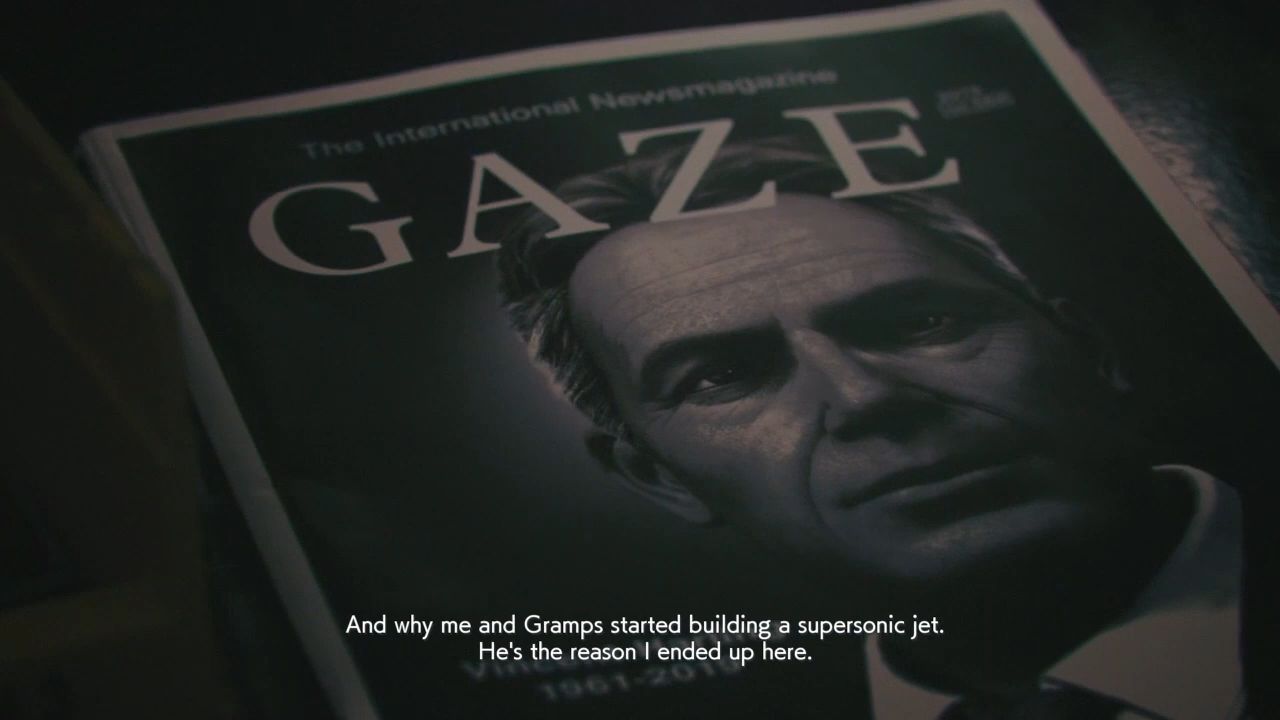 The International Newsmagazine
GAZE
And why me and Gramps started building a supersonic jet.
He's the reason I ended up here.